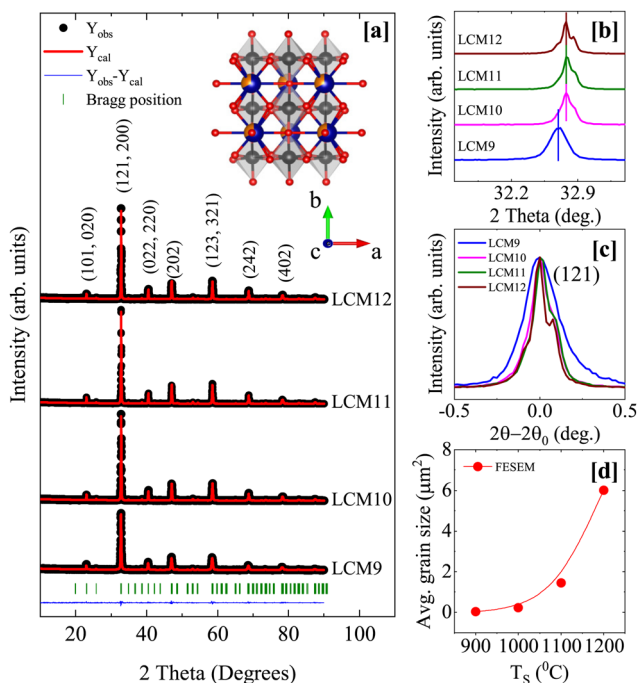 [a]
Y_obs
Y_cal
Y_obs-Y_cal
Bragg position
b
c
a
(101, 020)
(121, 200)
(022, 220)
(202)
(123, 321)
(242)
(402)
LCM12
LCM11
LCM10
LCM9
Intensity (arb. units)
20 40 60 80 100
2 Theta (Degrees)
[b]
LCM12
LCM11
LCM10
LCM9
Intensity (arb. units)
32.2 32.9
2 Theta (deg.)
[c]
LCM9
LCM10
LCM11
LCM12
(121)
Intensity (arb. units)
-0.5 0.0 0.5
2θ–2θ₀ (deg.)
[d]
FESEM
Avg. grain size (μm²)
8
6
4
2
0
900 1000 1100 1200
T_S (⁰C)